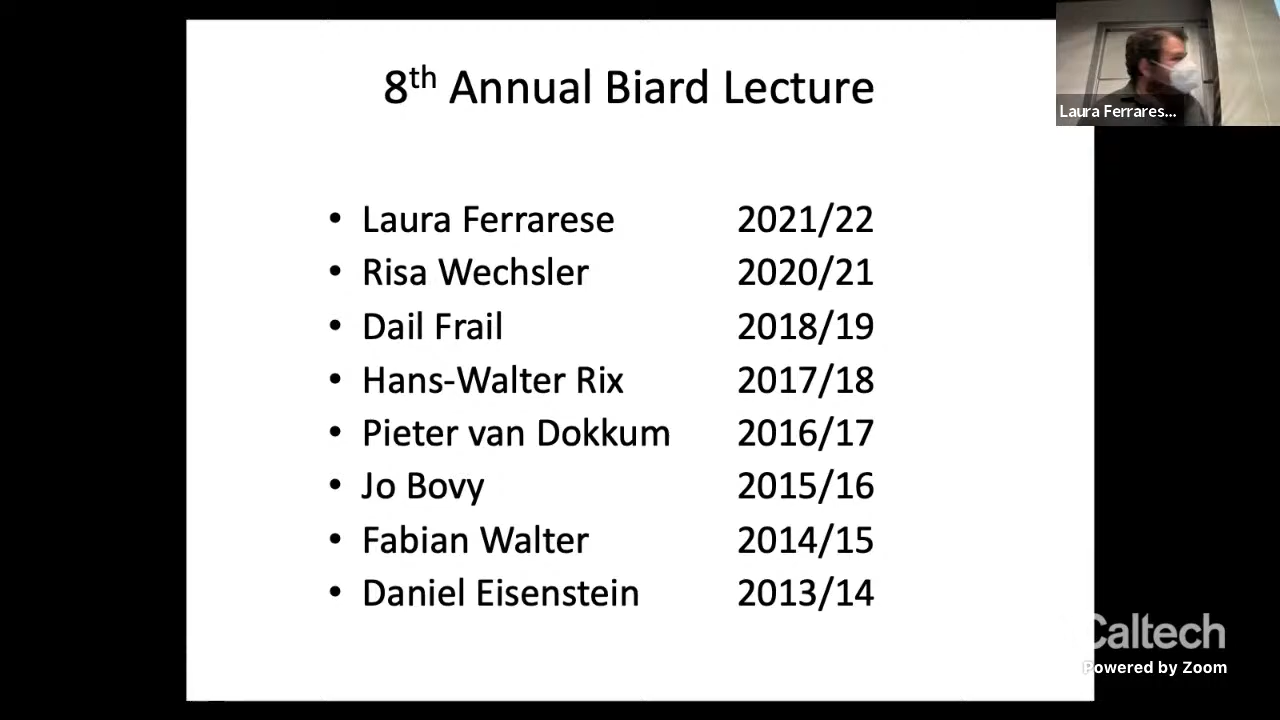 8th Annual Biard Lecture
Laura Ferrares...
• Laura Ferrarese 2021/22
• Risa Wechsler 2020/21
• Dail Frail 2018/19
• Hans-Walter Rix 2017/18
• Pieter van Dokkum 2016/17
• Jo Bovy 2015/16
• Fabian Walter 2014/15
• Daniel Eisenstein 2013/14
Caltech
Powered by Zoom